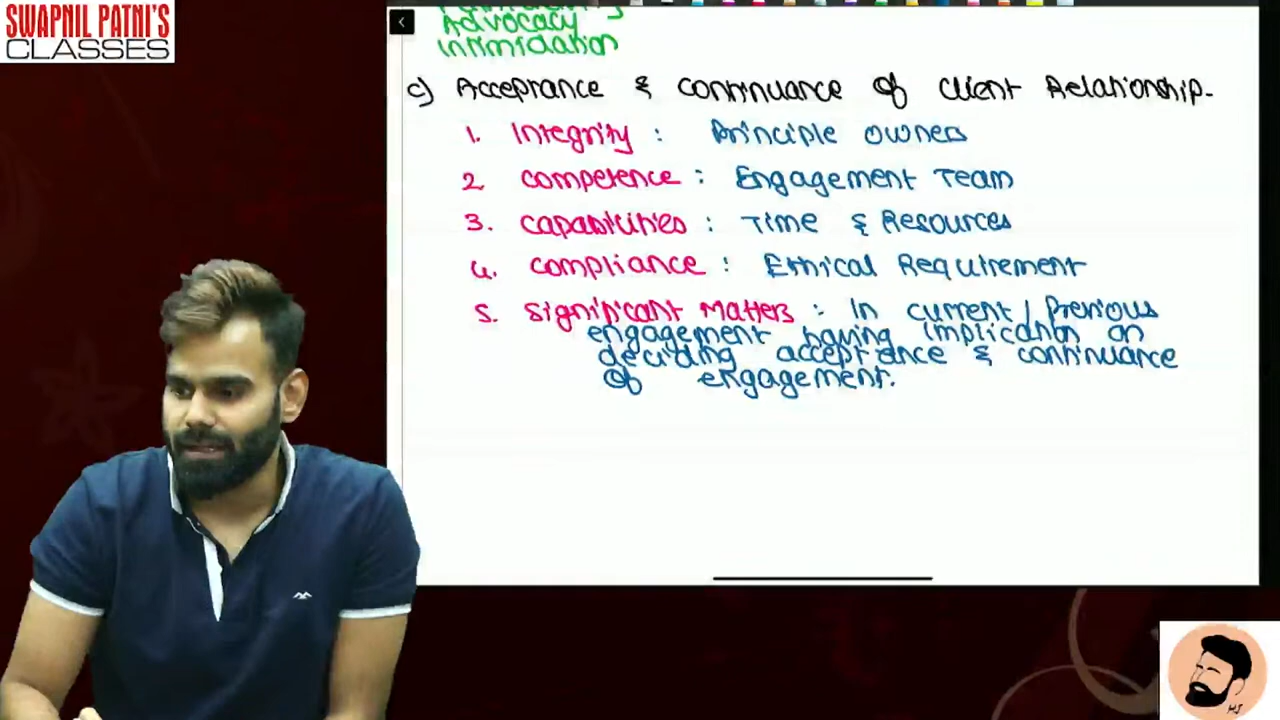 SWAPNIL PATNI'S
CLASSES
Advocacy
Intimidation
c) Acceptance & Continuance of Client Relationship.
1. Integrity : Principle owners
2 competence : Engagement Team
3. capabilities : Time & Resources
4. compliance : Ethical Requirement
5. Significant Matters : In current / Previous
engagement having implication on
deciding acceptance & continuance
of engagement.